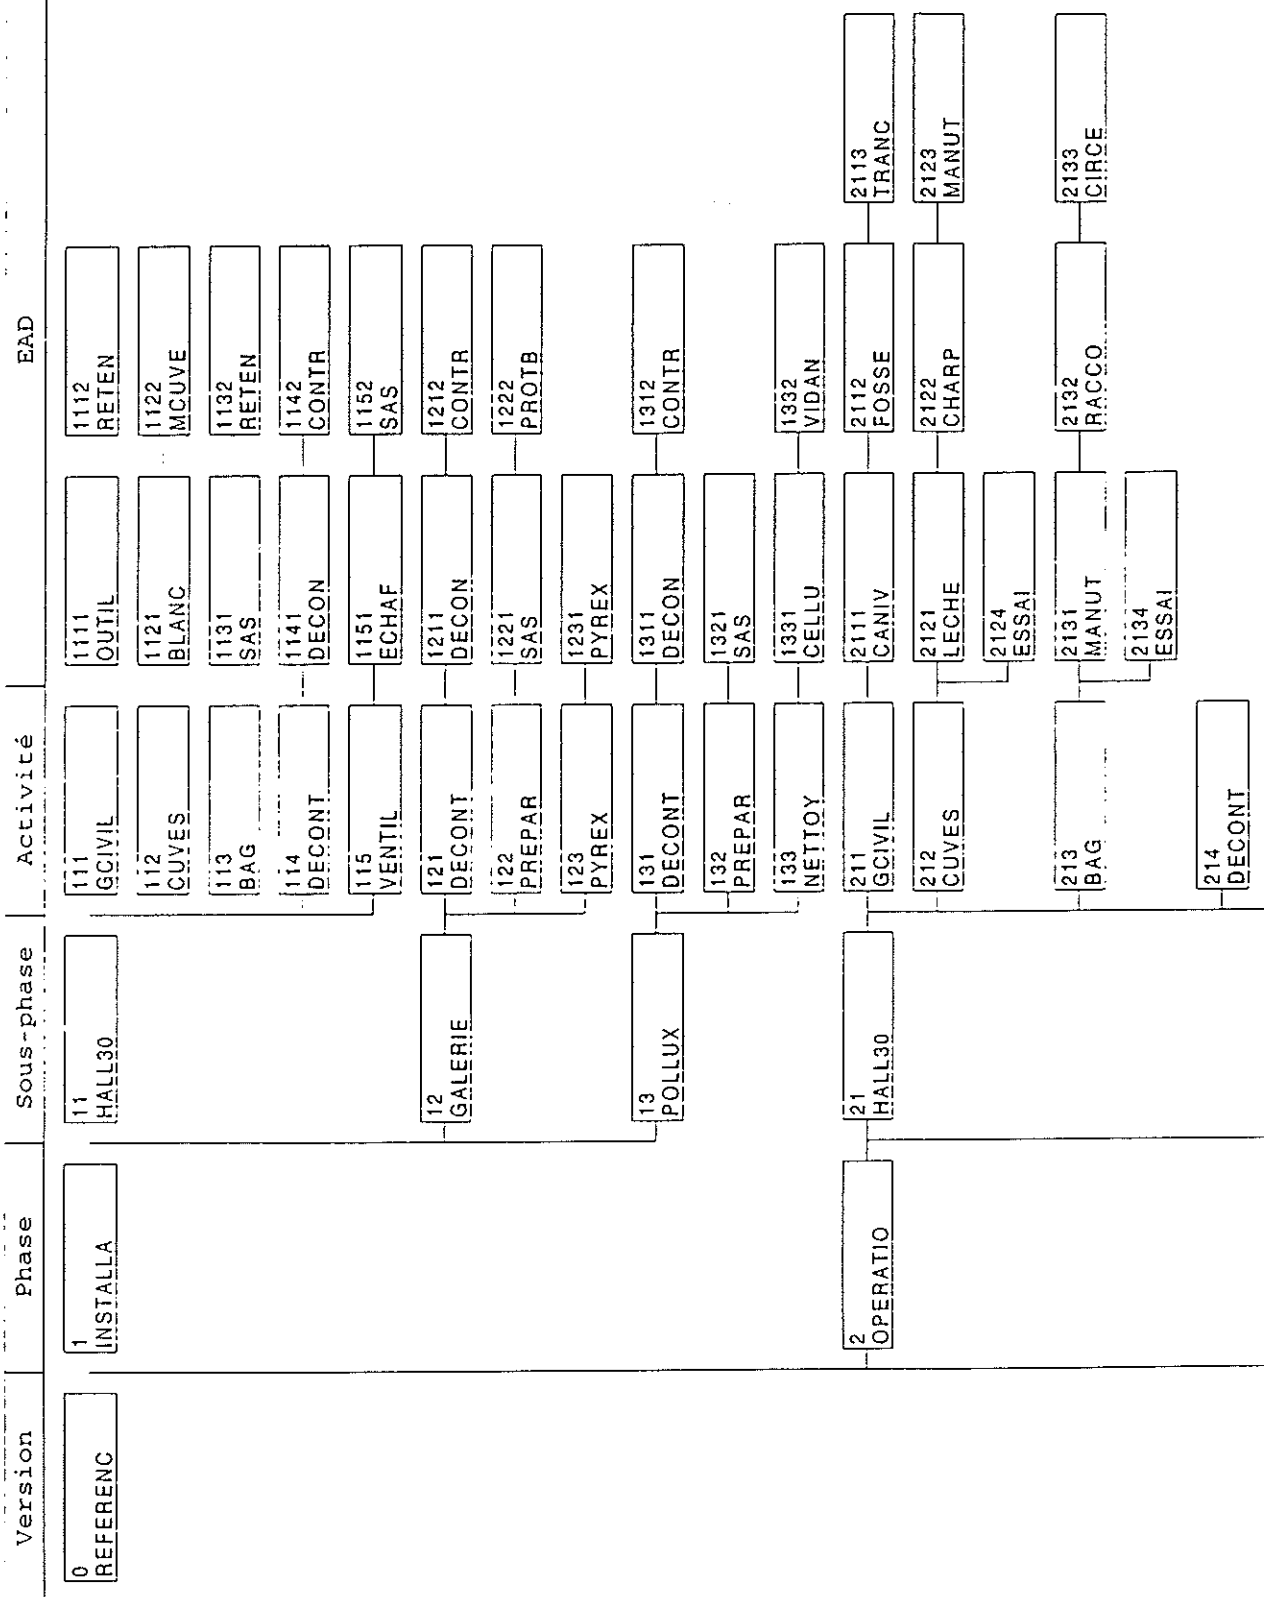 Version
Phase
Sous-phase
Activité
EAD
0
REFERENC
1
INSTALLA
11
HALL30
111
GCIVIL
1111
OUTIL
1112
RETEN
112
CUVES
1121
BLANC
1122
MCUVE
113
BAG
1131
SAS
1132
RETEN
114
DECONT
1141
DECON
1142
CONTR
115
VENTIL
1151
ECHAF
1152
SAS
12
GALERIE
121
DECONT
1211
DECON
1212
CONTR
122
PREPAR
1221
SAS
1222
PROTB
123
PYREX
1231
PYREX
13
POLLUX
131
DECONT
1311
DECON
1312
CONTR
132
PREPAR
1321
SAS
133
NETTOY
1331
CELLU
1332
VIDAN
2
OPERATIO
21
HALL30
211
GCIVIL
2111
CANIV
2112
FOSSE
2113
TRANC
212
CUVES
2121
LECHE
2122
CHARP
2123
MANUT
2124
ESSAI
213
BAG
2131
MANUT
2132
RACCO
2133
CIRCE
2134
ESSAI
214
DECONT